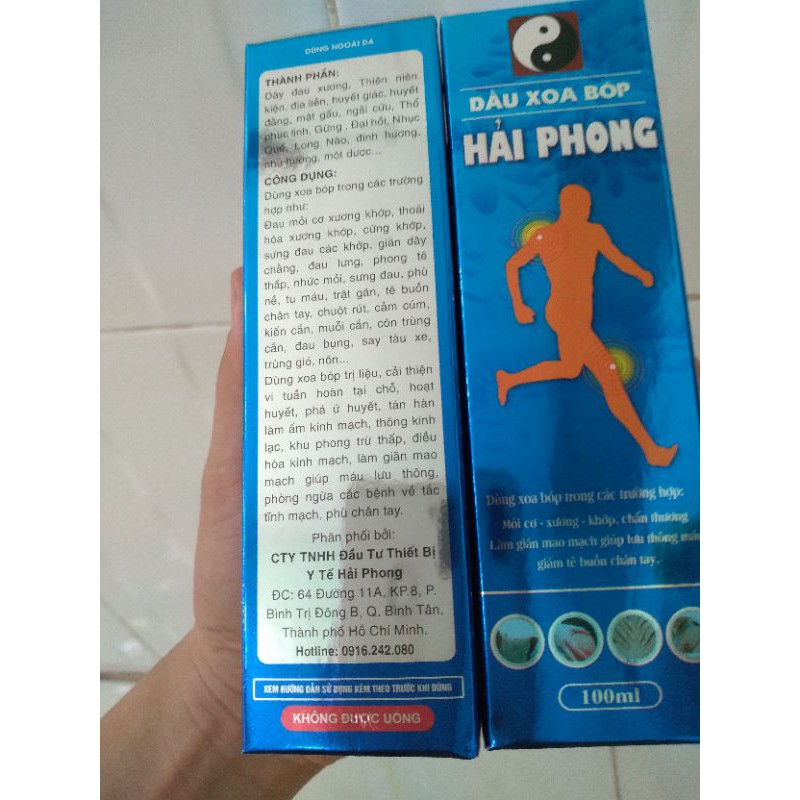 DÙNG NGOÀI DA
THÀNH PHẦN:
Dây đau xương, Thiên niên
kiện, địa liền, huyết giác, huyết
đằng, mật gấu, ngải cứu, Thổ
phục linh, Gừng , Đại hồi, Nhục
Quế, Long Não, đinh hương,
nhũ hương, một dược...
CÔNG DỤNG:
Dùng xoa bóp trong các trường
hợp như:
Đau mỏi cơ xương khớp, thoái
hóa xương khớp, cứng khớp,
sưng đau các khớp, giãn dây
chằng, đau lưng, phong tê
thấp, nhức mỏi, sưng đau, phù
nề, tụ máu, trật gân, tê buồn
chân tay, chuột rút, cảm cúm,
kiến cắn, muỗi cắn, côn trùng
cắn, đau bụng, say tàu xe,
trúng gió, nôn...
Dùng xoa bóp trị liệu, cải thiện
vi tuần hoàn tại chỗ, hoạt
huyết, phá ứ huyết, tán hàn
làm ấm kinh mạch, thông kinh
lạc, khu phong trừ thấp, điều
hòa kinh mạch, làm giãn mao
mạch giúp máu lưu thông,
phòng ngừa các bệnh về tắc
tĩnh mạch, phù chân tay.
Phân phối bởi:
CTY TNHH Đầu Tư Thiết Bị
Y Tế Hải Phong
ĐC: 64 Đường 11A, KP.8, P.
Bình Trị Đông B, Q. Bình Tân,
Thành phố Hồ Chí Minh.
Hotline: 0916.242.080
XEM HƯỚNG DẪN SỬ DỤNG KÈM THEO TRƯỚC KHI DÙNG
KHÔNG ĐƯỢC UỐNG
DẦU XOA BÓP
HẢI PHONG
Dùng xoa bóp trong các trường hợp:
Mỏi cơ - xương - khớp, chấn thương
Làm giãn mao mạch giúp lưu thông máu
giảm tê buồn chân tay.
100ml